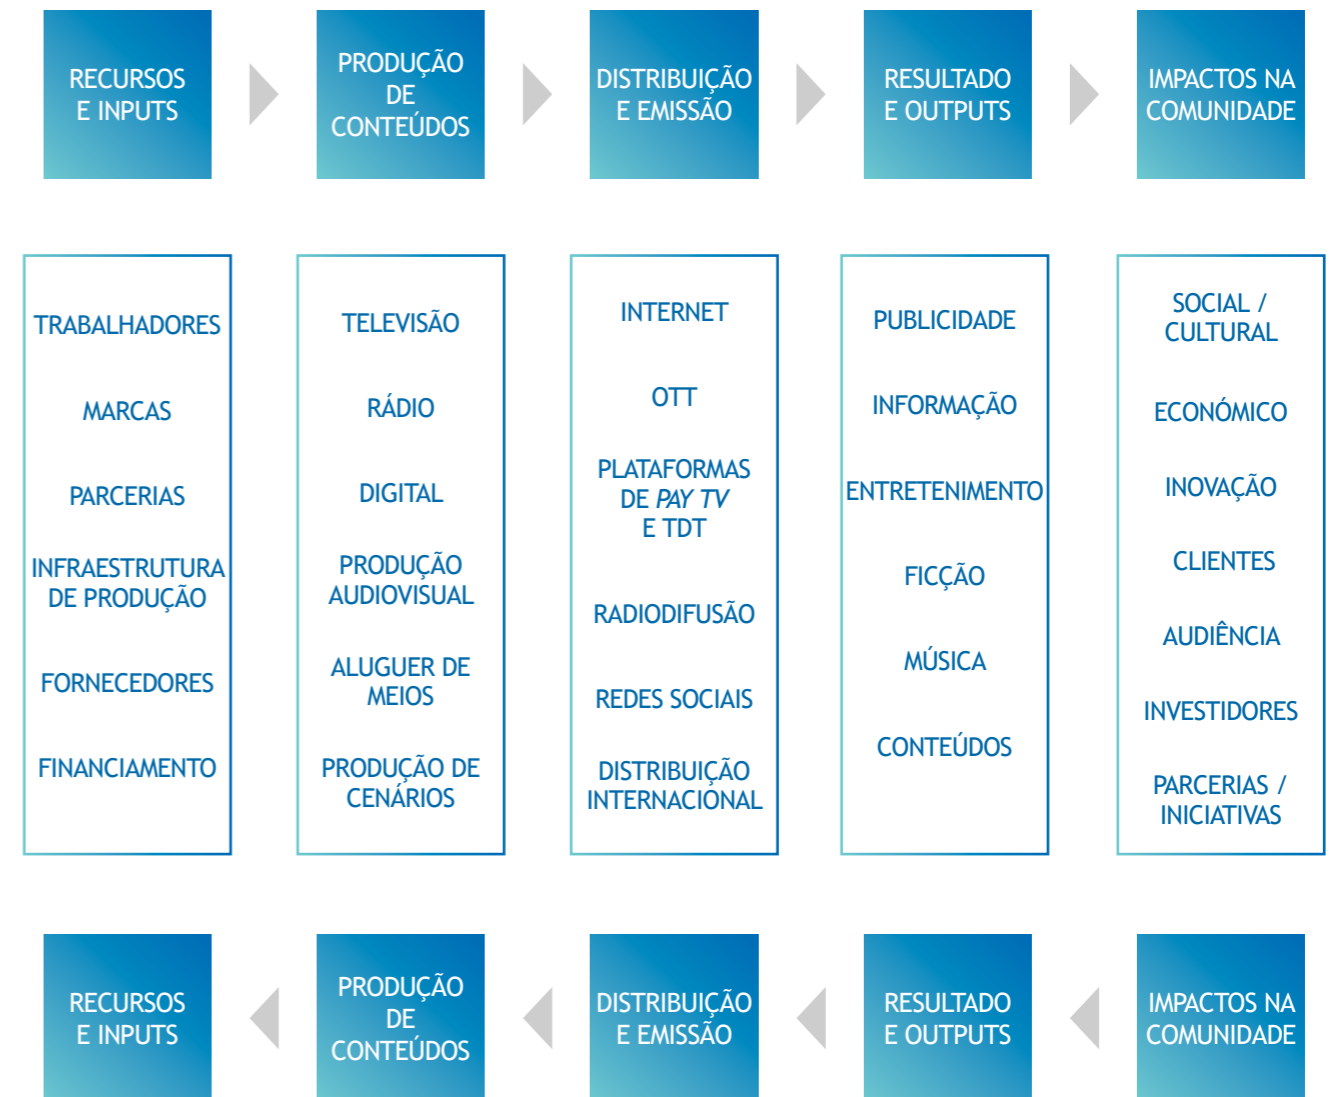 RECURSOS
E INPUTS
PRODUÇÃO
DE
CONTEÚDOS
DISTRIBUIÇÃO
E EMISSÃO
RESULTADO
E OUTPUTS
IMPACTOS NA
COMUNIDADE
TRABALHADORES
MARCAS
PARCERIAS
INFRAESTRUTURA
DE PRODUÇÃO
FORNECEDORES
FINANCIAMENTO
TELEVISÃO
RÁDIO
DIGITAL
PRODUÇÃO
AUDIOVISUAL
ALUGUER DE
MEIOS
PRODUÇÃO DE
CENÁRIOS
INTERNET
OTT
PLATAFORMAS
DE PAY TV
E TDT
RADIODIFUSÃO
REDES SOCIAIS
DISTRIBUIÇÃO
INTERNACIONAL
PUBLICIDADE
INFORMAÇÃO
ENTRETENIMENTO
FICÇÃO
MÚSICA
CONTEÚDOS
SOCIAL /
CULTURAL
ECONÓMICO
INOVAÇÃO
CLIENTES
AUDIÊNCIA
INVESTIDORES
PARCERIAS /
INICIATIVAS
RECURSOS
E INPUTS
PRODUÇÃO
DE
CONTEÚDOS
DISTRIBUIÇÃO
E EMISSÃO
RESULTADO
E OUTPUTS
IMPACTOS NA
COMUNIDADE